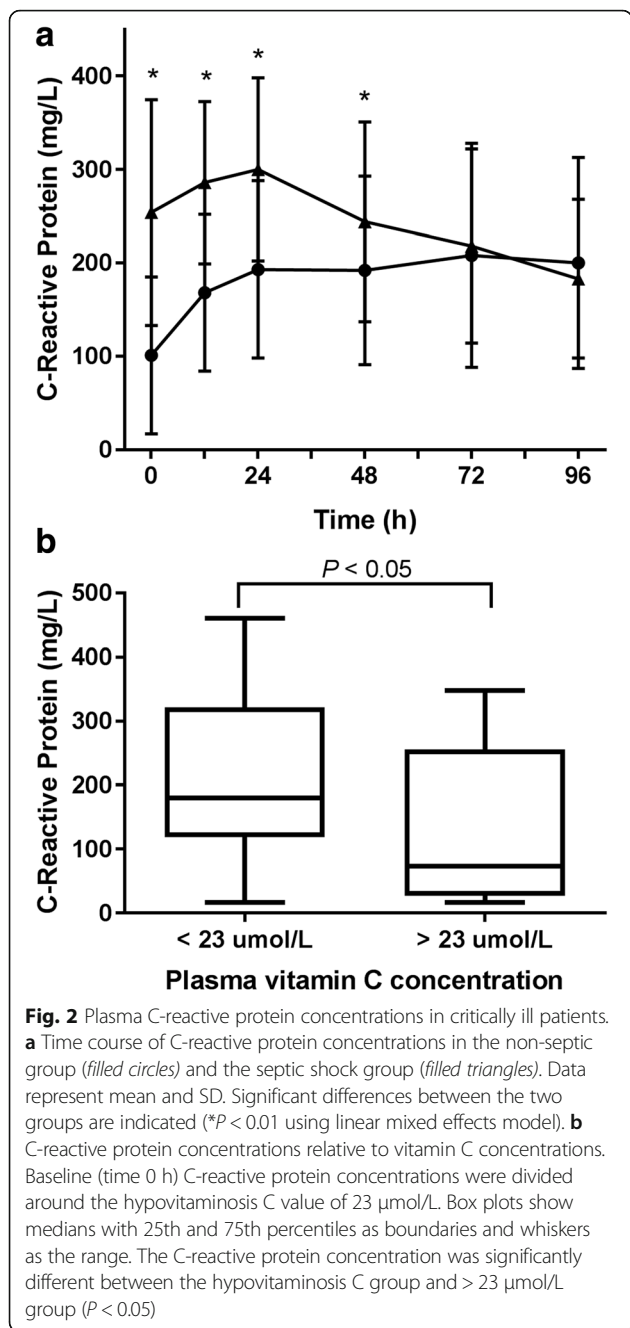 a
* * * *
400
300
200
100
0
C-Reactive Protein (mg/L)
0 24 48 72 96
Time (h)
b
P < 0.05
500
400
300
200
100
0
C-Reactive Protein (mg/L)
< 23 umol/L > 23 umol/L
Plasma vitamin C concentration
Fig. 2 Plasma C-reactive protein concentrations in critically ill patients.
a Time course of C-reactive protein concentrations in the non-septic
group (filled circles) and the septic shock group (filled triangles). Data
represent mean and SD. Significant differences between the two
groups are indicated (*P < 0.01 using linear mixed effects model). b
C-reactive protein concentrations relative to vitamin C concentrations.
Baseline (time 0 h) C-reactive protein concentrations were divided
around the hypovitaminosis C value of 23 μmol/L. Box plots show
medians with 25th and 75th percentiles as boundaries and whiskers
as the range. The C-reactive protein concentration was significantly
different between the hypovitaminosis C group and > 23 μmol/L
group (P < 0.05)